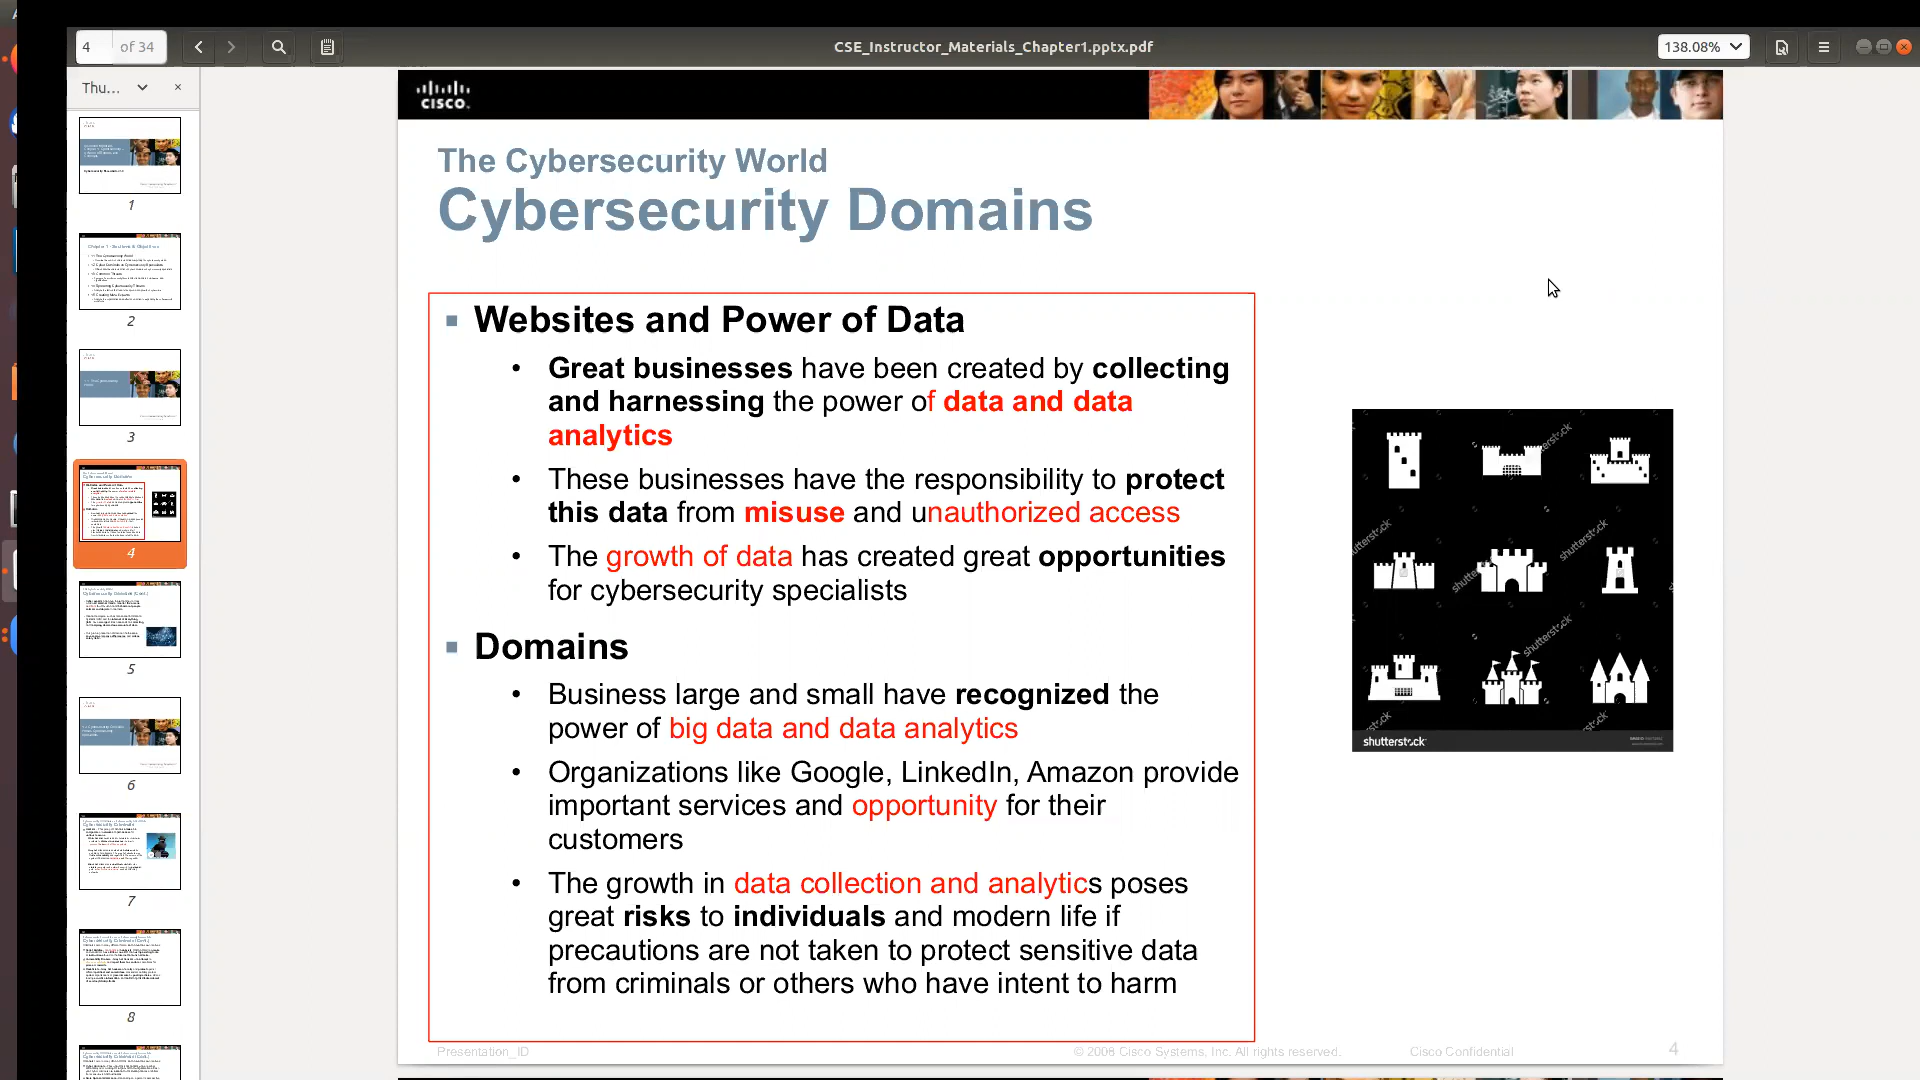 4 of 34
CSE_Instructor_Materials_Chapter1.pptx.pdf
138.08%
Thu...
1
2
3
4
5
6
7
8
CISCO
The Cybersecurity World
Cybersecurity Domains
Websites and Power of Data
• Great businesses have been created by collecting
and harnessing the power of data and data
analytics
• These businesses have the responsibility to protect
this data from misuse and unauthorized access
• The growth of data has created great opportunities
for cybersecurity specialists
Domains
• Business large and small have recognized the
power of big data and data analytics
• Organizations like Google, LinkedIn, Amazon provide
important services and opportunity for their
customers
• The growth in data collection and analytics poses
great risks to individuals and modern life if
precautions are not taken to protect sensitive data
from criminals or others who have intent to harm
shutterstock
shutterstock
shutterstock
shutterstock
shutterstock
Presentation_ID
© 2008 Cisco Systems, Inc. All rights reserved.
Cisco Confidential
4